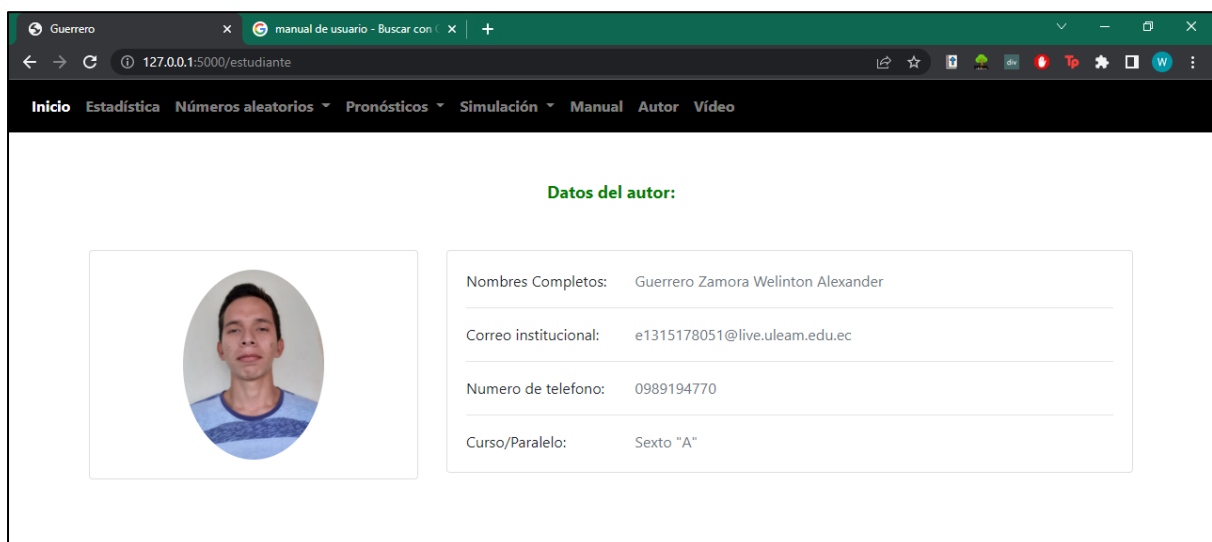 Guerrero
manual de usuario - Buscar con
127.0.0.1:5000/estudiante
div
Tp
W
Inicio Estadística Números aleatorios Pronósticos Simulación Manual Autor Vídeo
Datos del autor:
Nombres Completos: Guerrero Zamora Welinton Alexander
Correo institucional: e1315178051@live.uleam.edu.ec
Numero de telefono: 0989194770
Curso/Paralelo: Sexto "A"